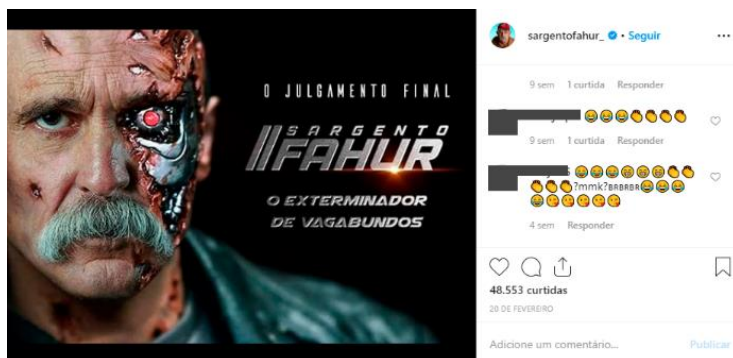 O JULGAMENTO FINAL
SARGENTO
FAHUR
O EXTERMINADOR
DE VAGABUNDOS
sargentofahur_ • Seguir
9 sem 1 curtida Responder
9 sem 1 curtida Responder
?mmk?ʙᴀʙᴀʙᴀ
4 sem Responder
48.553 curtidas
20 DE FEVEREIRO
Adicione um comentário... Publicar